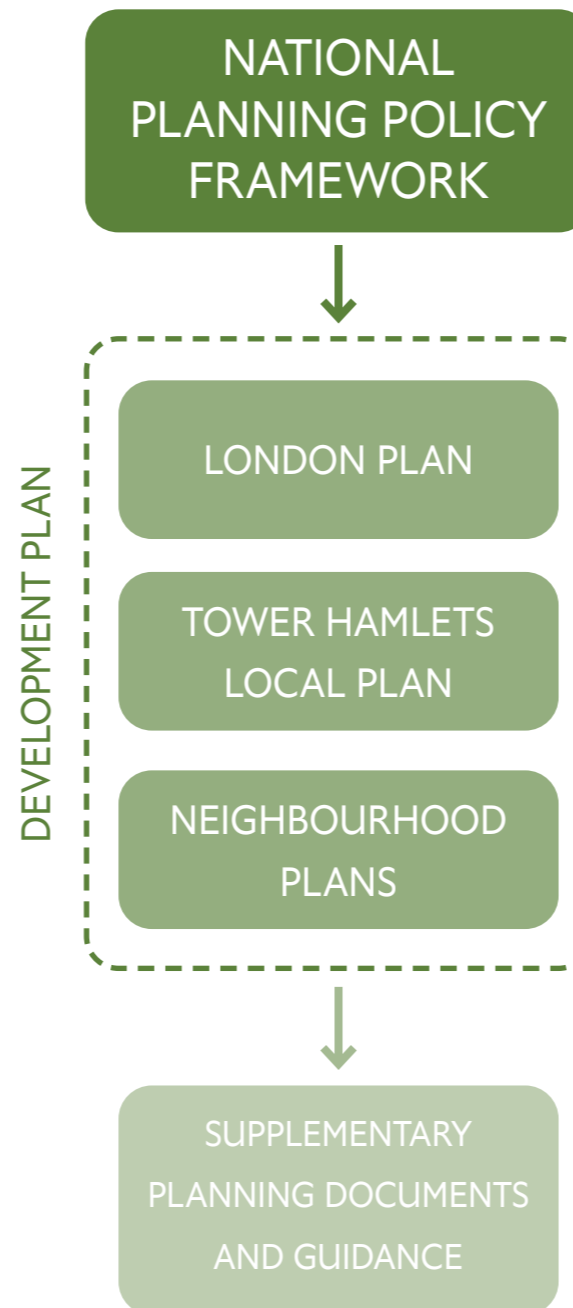 NATIONAL
PLANNING POLICY
FRAMEWORK
DEVELOPMENT PLAN
LONDON PLAN
TOWER HAMLETS
LOCAL PLAN
NEIGHBOURHOOD
PLANS
SUPPLEMENTARY
PLANNING DOCUMENTS
AND GUIDANCE